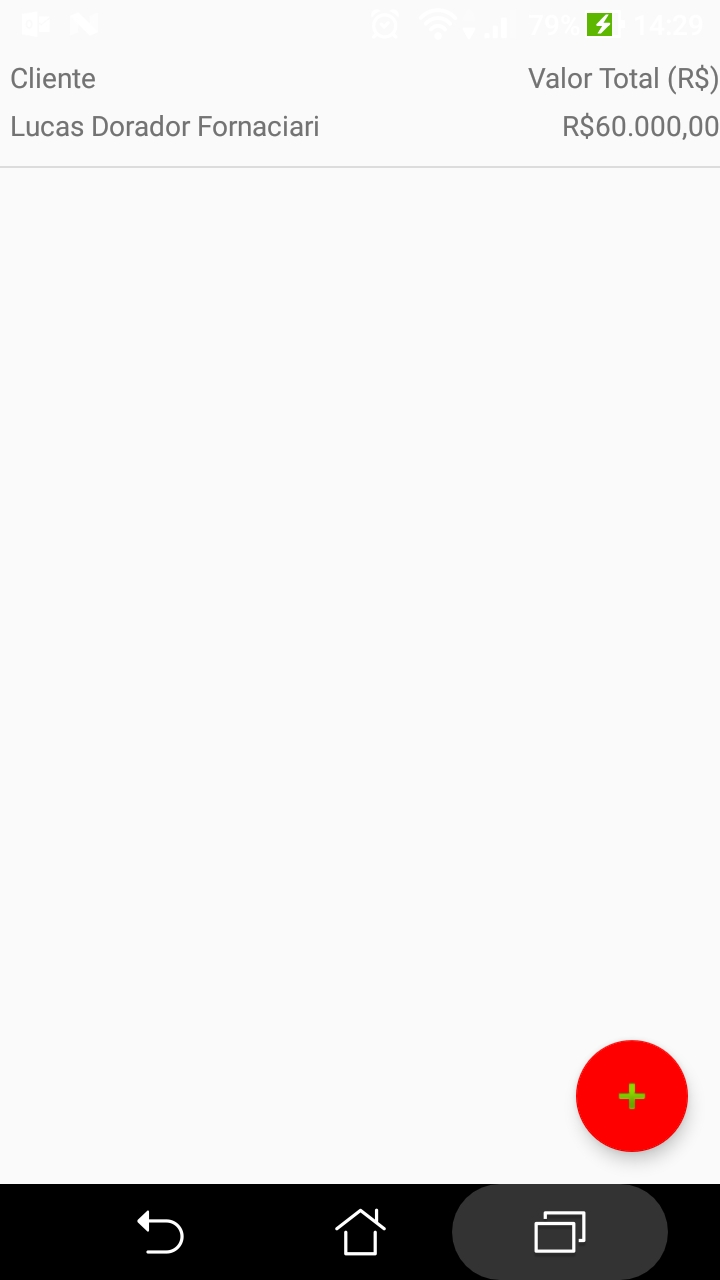 79% 14:29
Cliente Valor Total (R$)
Lucas Dorador Fornaciari R$60.000,00